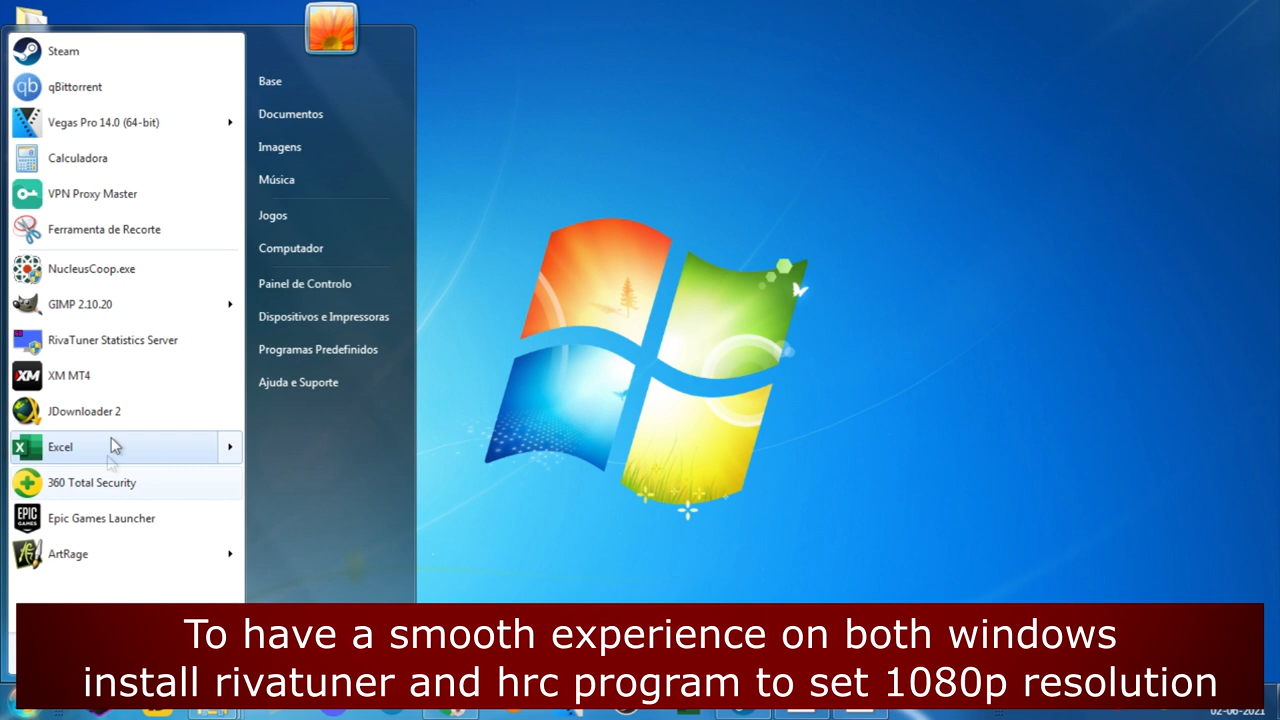 Steam
qBittorrent
Vegas Pro 14.0 (64-bit)
Calculadora
VPN Proxy Master
Ferramenta de Recorte
NucleusCoop.exe
GIMP 2.10.20
RivaTuner Statistics Server
XM MT4
JDownloader 2
Excel
360 Total Security
Epic Games Launcher
ArtRage
Base
Documentos
Imagens
Música
Jogos
Computador
Painel de Controlo
Dispositivos e Impressoras
Programas Predefinidos
Ajuda e Suporte
To have a smooth experience on both windows
install rivatuner and hrc program to set 1080p resolution
02-06-2021